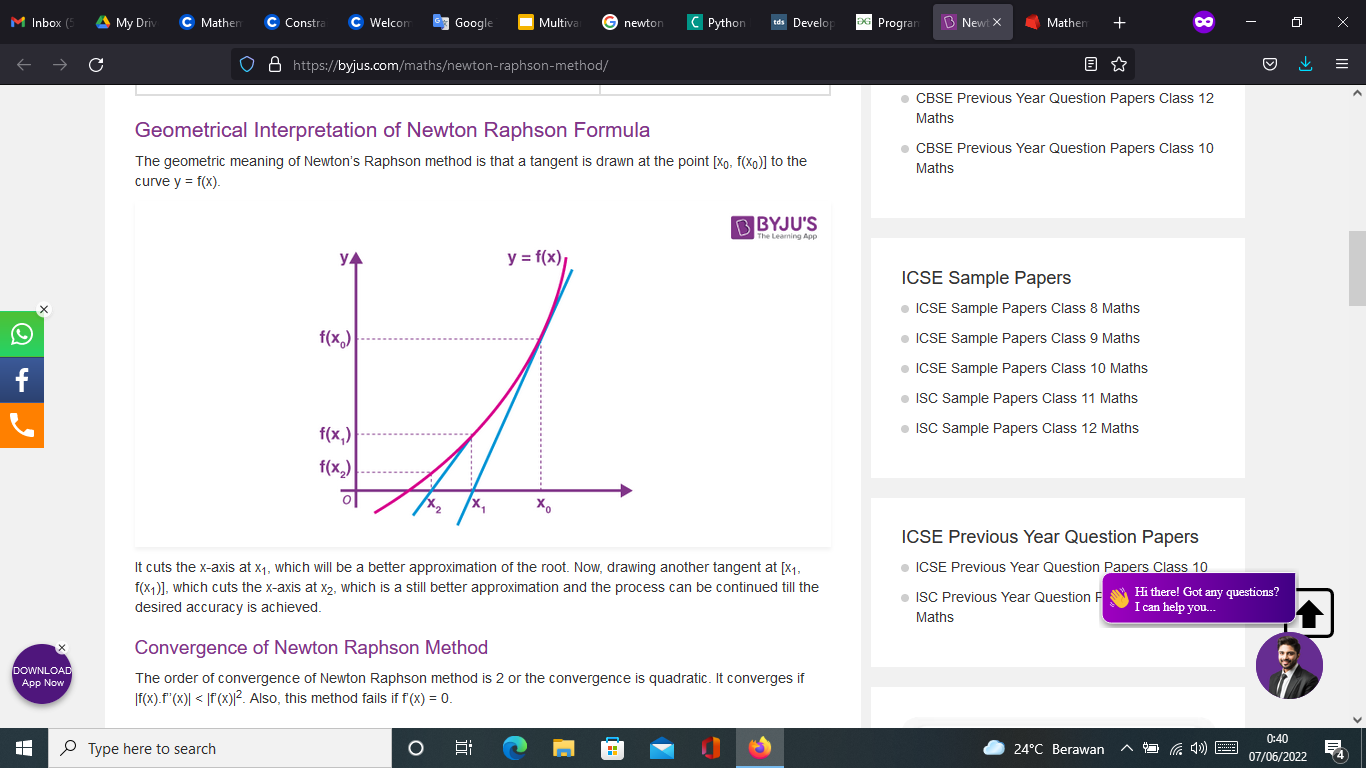 Inbox (5
My Driv
Mathem
Constra
Welcom
Google
Multiva
newton
Python
Develop
Program
Newt
Mathem
https://byjus.com/maths/newton-raphson-method/
Geometrical Interpretation of Newton Raphson Formula
The geometric meaning of Newton's Raphson method is that a tangent is drawn at the point [x₀, f(x₀)] to the
curve y = f(x).
BYJU'S
The Learning App
y
y = f(x)
f(x₀)
f(x₁)
f(x₂)
O
x₂
x₁
x₀
It cuts the x-axis at x₁, which will be a better approximation of the root. Now, drawing another tangent at [x₁,
f(x₁)], which cuts the x-axis at x₂, which is a still better approximation and the process can be continued till the
desired accuracy is achieved.
Convergence of Newton Raphson Method
The order of convergence of Newton Raphson method is 2 or the convergence is quadratic. It converges if
|f(x).f''(x)| < |f'(x)|². Also, this method fails if f'(x) = 0.
CBSE Previous Year Question Papers Class 12
Maths
CBSE Previous Year Question Papers Class 10
Maths
ICSE Sample Papers
ICSE Sample Papers Class 8 Maths
ICSE Sample Papers Class 9 Maths
ICSE Sample Papers Class 10 Maths
ISC Sample Papers Class 11 Maths
ISC Sample Papers Class 12 Maths
ICSE Previous Year Question Papers
ICSE Previous Year Question Papers Class 10
ISC Previous Year Question P
Maths
Hi there! Got any questions?
I can help you...
DOWNLOAD
App Now
Type here to search
24°C Berawan
0:40
07/06/2022
4